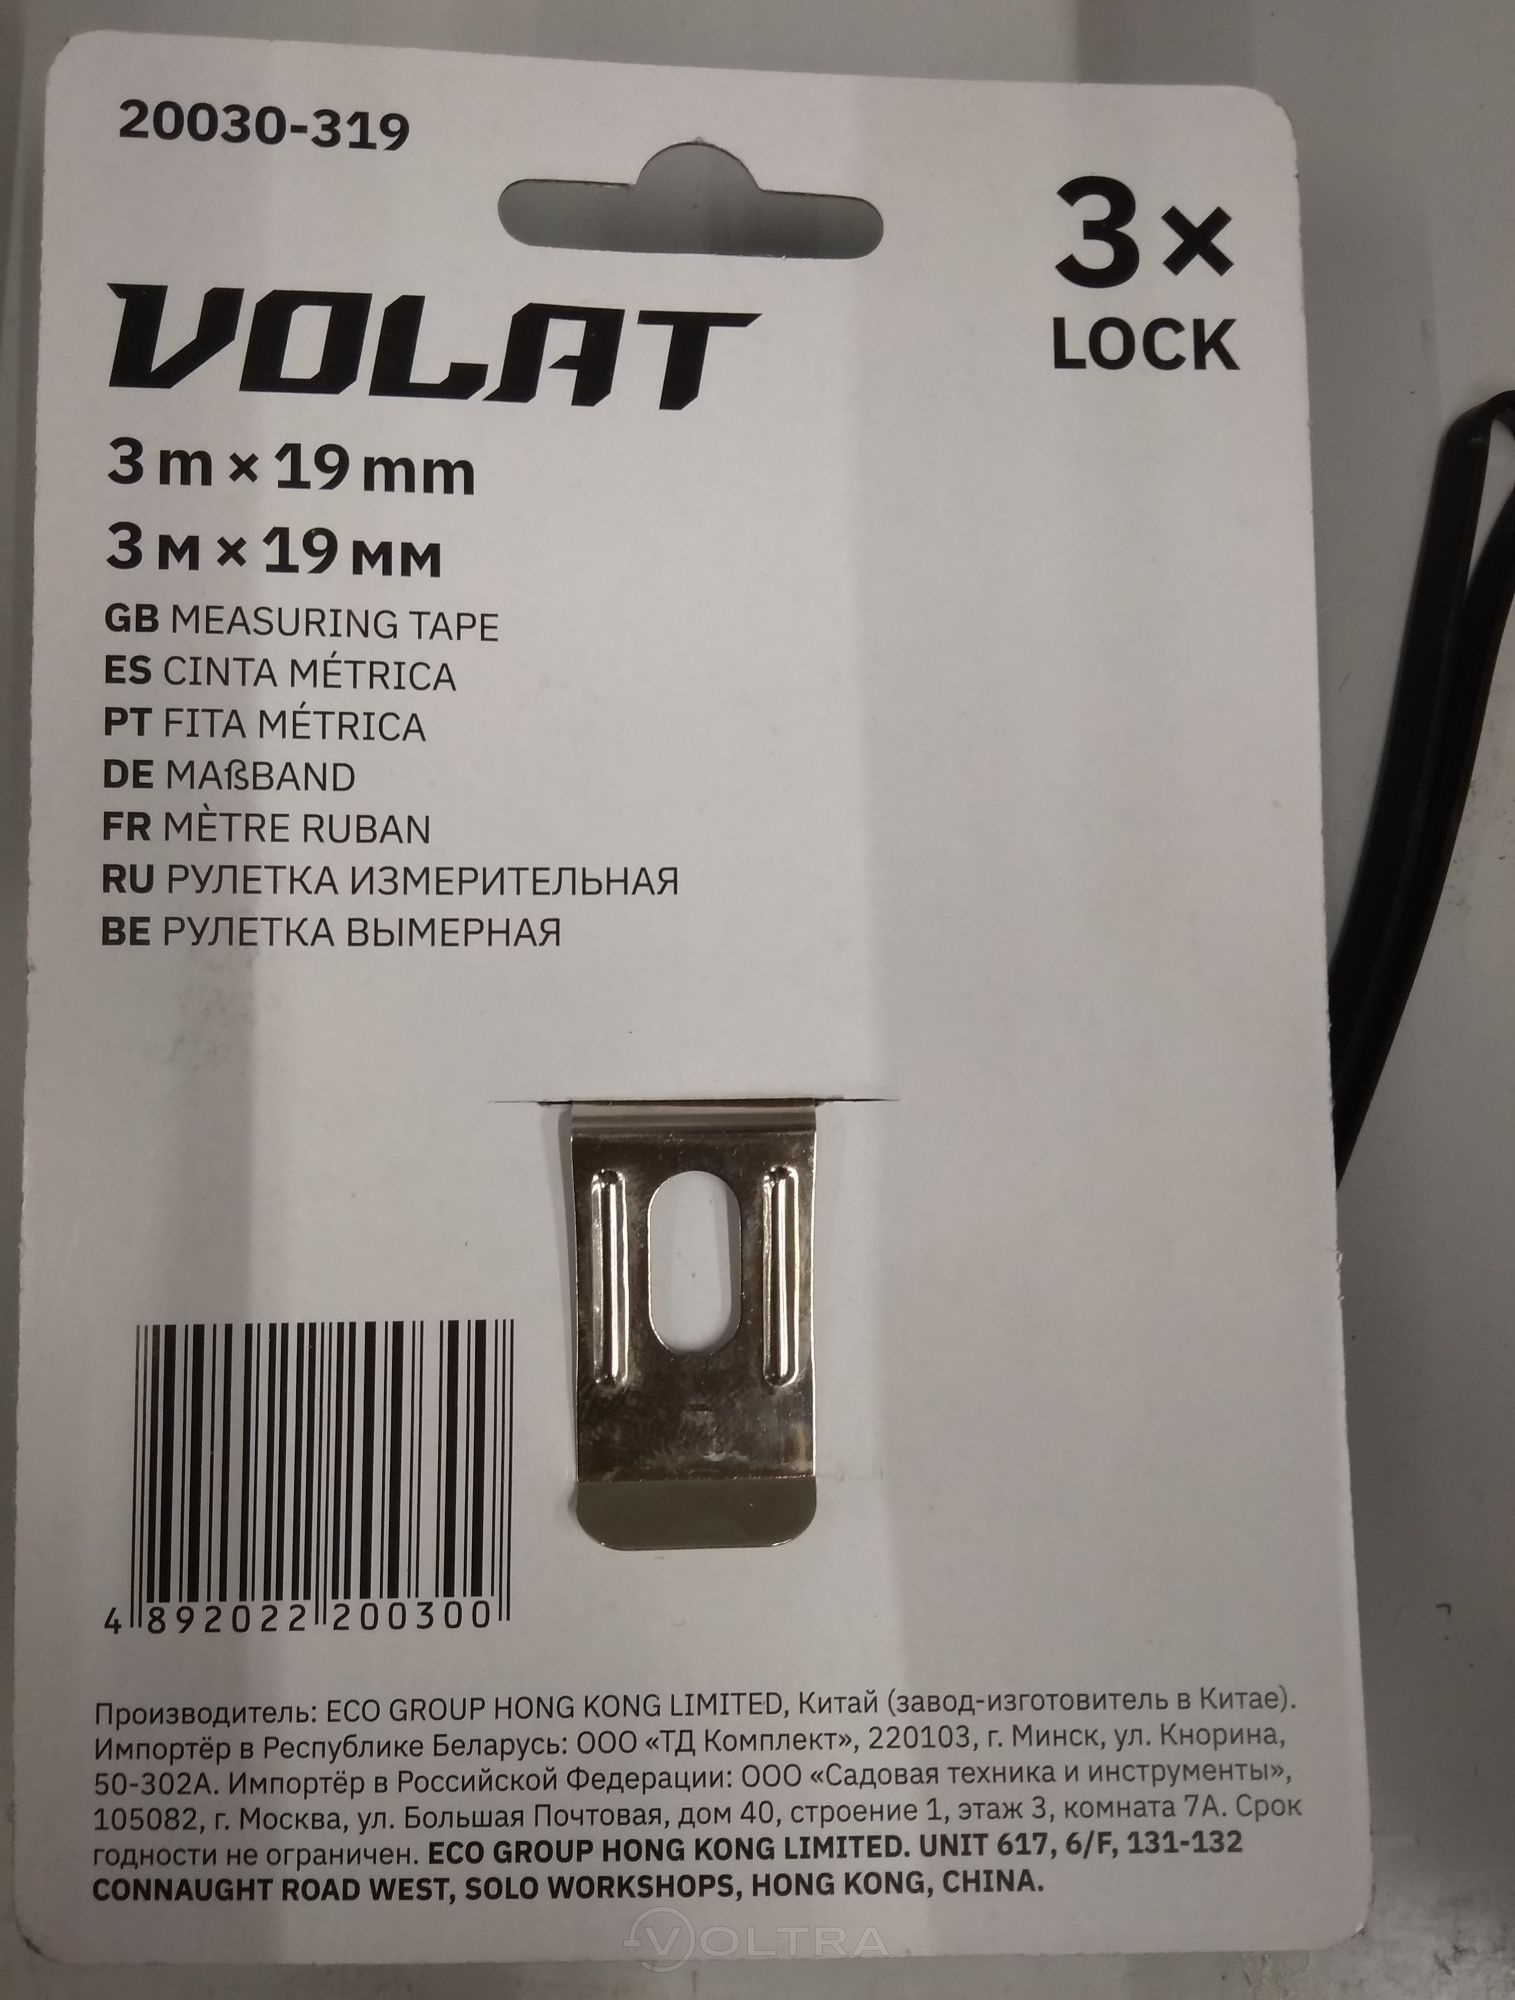 20030-319
3×
LOCK
VOLAT
3 m × 19 mm
3 м × 19 мм
GB MEASURING TAPE
ES CINTA MÉTRICA
PT FITA MÉTRICA
DE MAßBAND
FR MÈTRE RUBAN
RU РУЛЕТКА ИЗМЕРИТЕЛЬНАЯ
BE РУЛЕТКА ВЫМЕРНАЯ
4 892022 200300
Производитель: ECO GROUP HONG KONG LIMITED, Китай (завод-изготовитель в Китае).
Импортёр в Республике Беларусь: ООО «ТД Комплект», 220103, г. Минск, ул. Кнорина,
50-302А. Импортёр в Российской Федерации: ООО «Садовая техника и инструменты»,
105082, г. Москва, ул. Большая Почтовая, дом 40, строение 1, этаж 3, комната 7А. Срок
годности не ограничен. ECO GROUP HONG KONG LIMITED. UNIT 617, 6/F, 131-132
CONNAUGHT ROAD WEST, SOLO WORKSHOPS, HONG KONG, CHINA.
VOLTRA